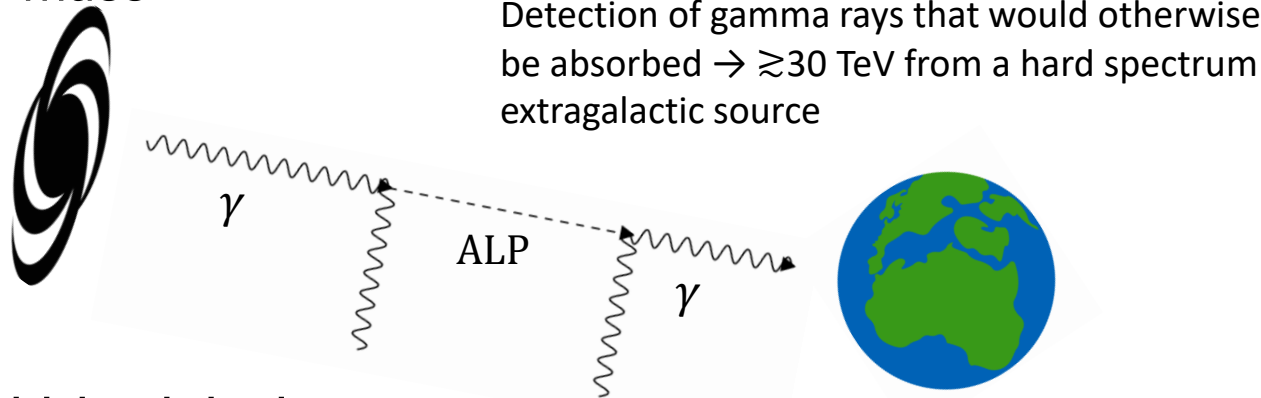 Detection of gamma rays that would otherwise
be absorbed → ≳30 TeV from a hard spectrum
extragalactic source
γ
ALP
γ